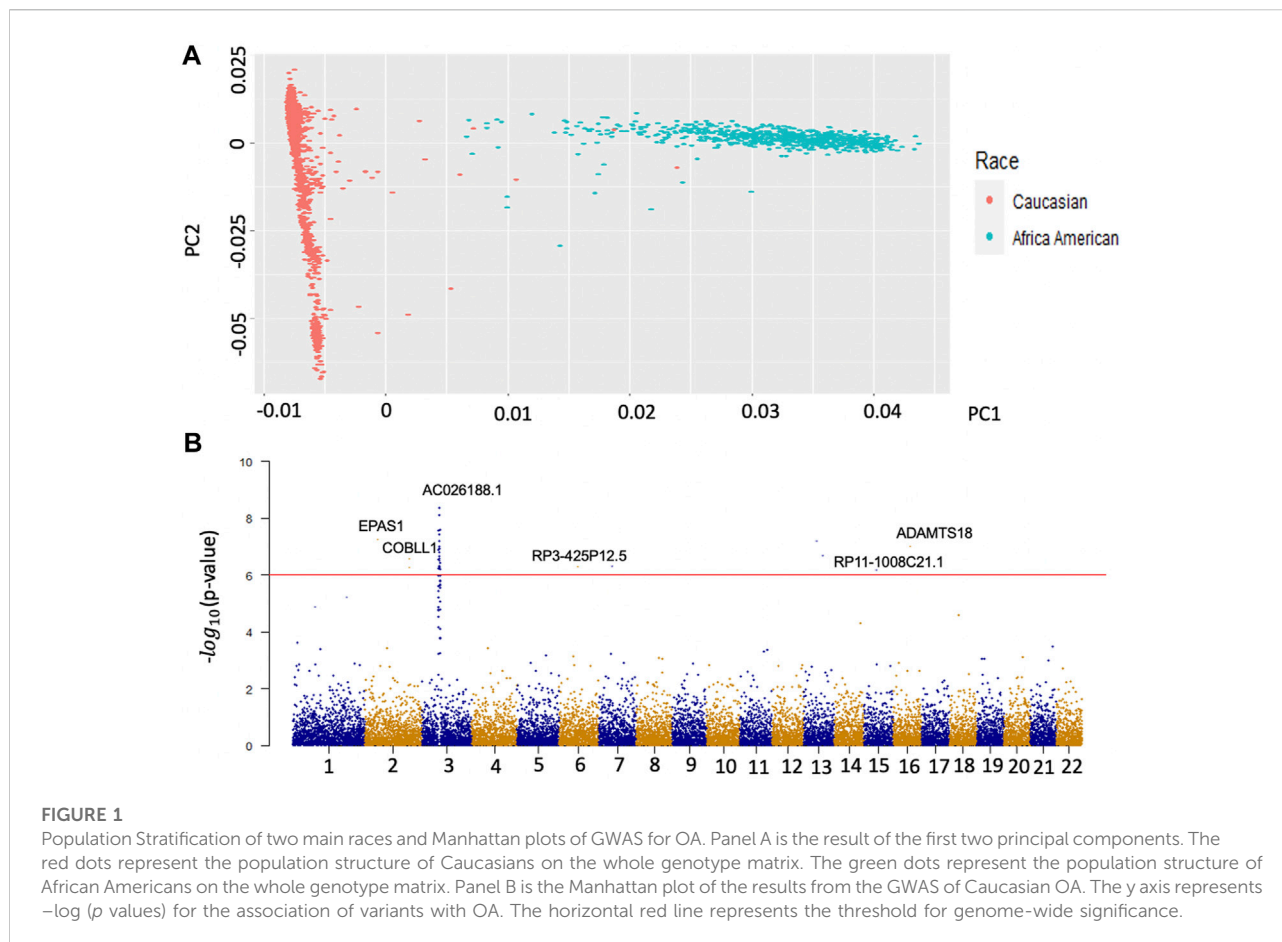 A
0.025
0
-0.025
-0.05
PC2
-0.01
0
0.01
0.02
0.03
0.04
PC1
Race
Caucasian
Africa American
B
10
8
6
4
2
0
-log10(p-value)
AC026188.1
EPAS1
COBLL1
RP3-425P12.5
ADAMTS18
RP11-1008C21.1
1 2 3 4 5 6 7 8 9 10 11 12 13 14 15 16 17 18 19 20 21 22
FIGURE 1
Population Stratification of two main races and Manhattan plots of GWAS for OA. Panel A is the result of the first two principal components. The
red dots represent the population structure of Caucasians on the whole genotype matrix. The green dots represent the population structure of
African Americans on the whole genotype matrix. Panel B is the Manhattan plot of the results from the GWAS of Caucasian OA. The y axis represents
–log (p values) for the association of variants with OA. The horizontal red line represents the threshold for genome-wide significance.